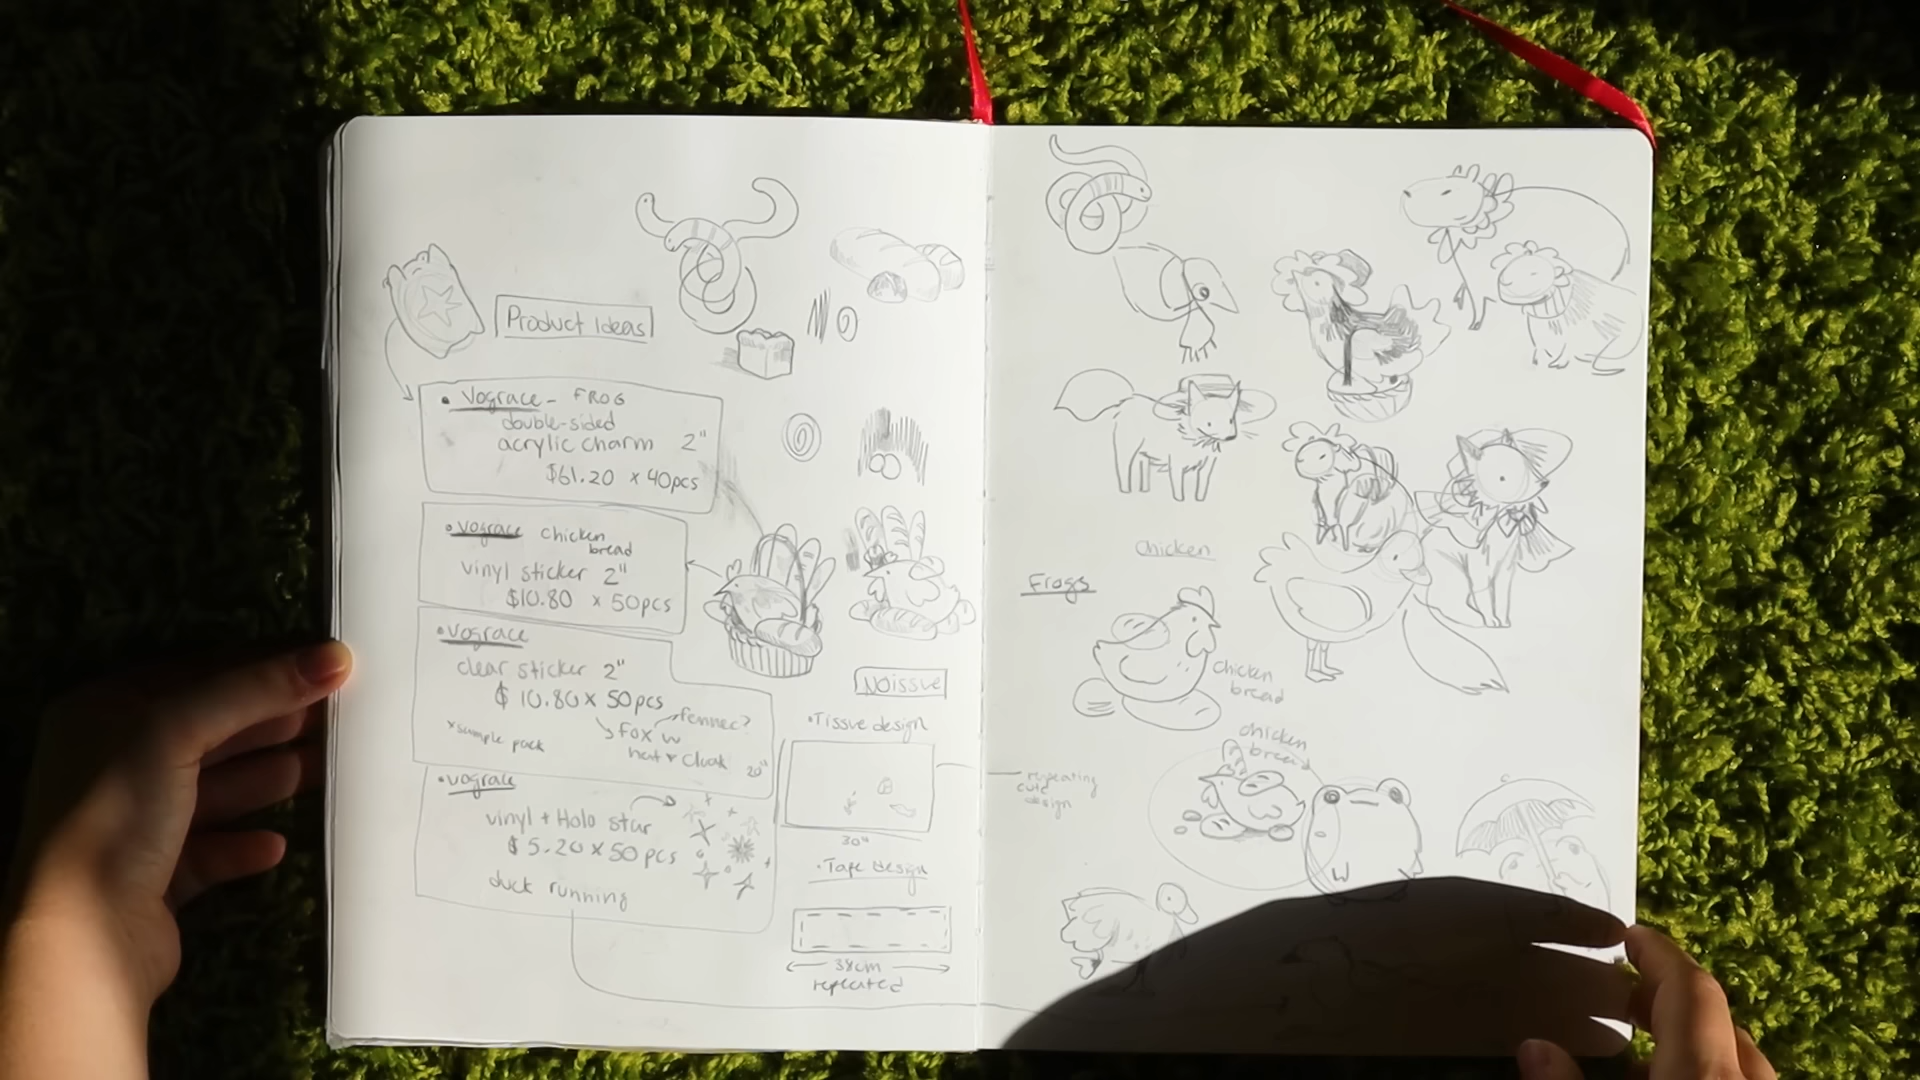 Product Ideas
• Vograce - FROG
double-sided
acrylic charm 2"
$61.20 x 40pcs
• Vograce chicken
bread
vinyl sticker 2"
$10.80 x 50pcs
• Vograce
clear sticker 2"
$10.80 x 50pcs
fennec?
fox w
hat + cloak
*sample pack
20"
• vograce
vinyl + Holo star
$5.20 x 50pcs
duck running
Noissue
• Tissue design
30"
• Tape design
38cm
repeated
Chicken
Frogs
chicken
bread
chicken
bread
repeating
cute
design